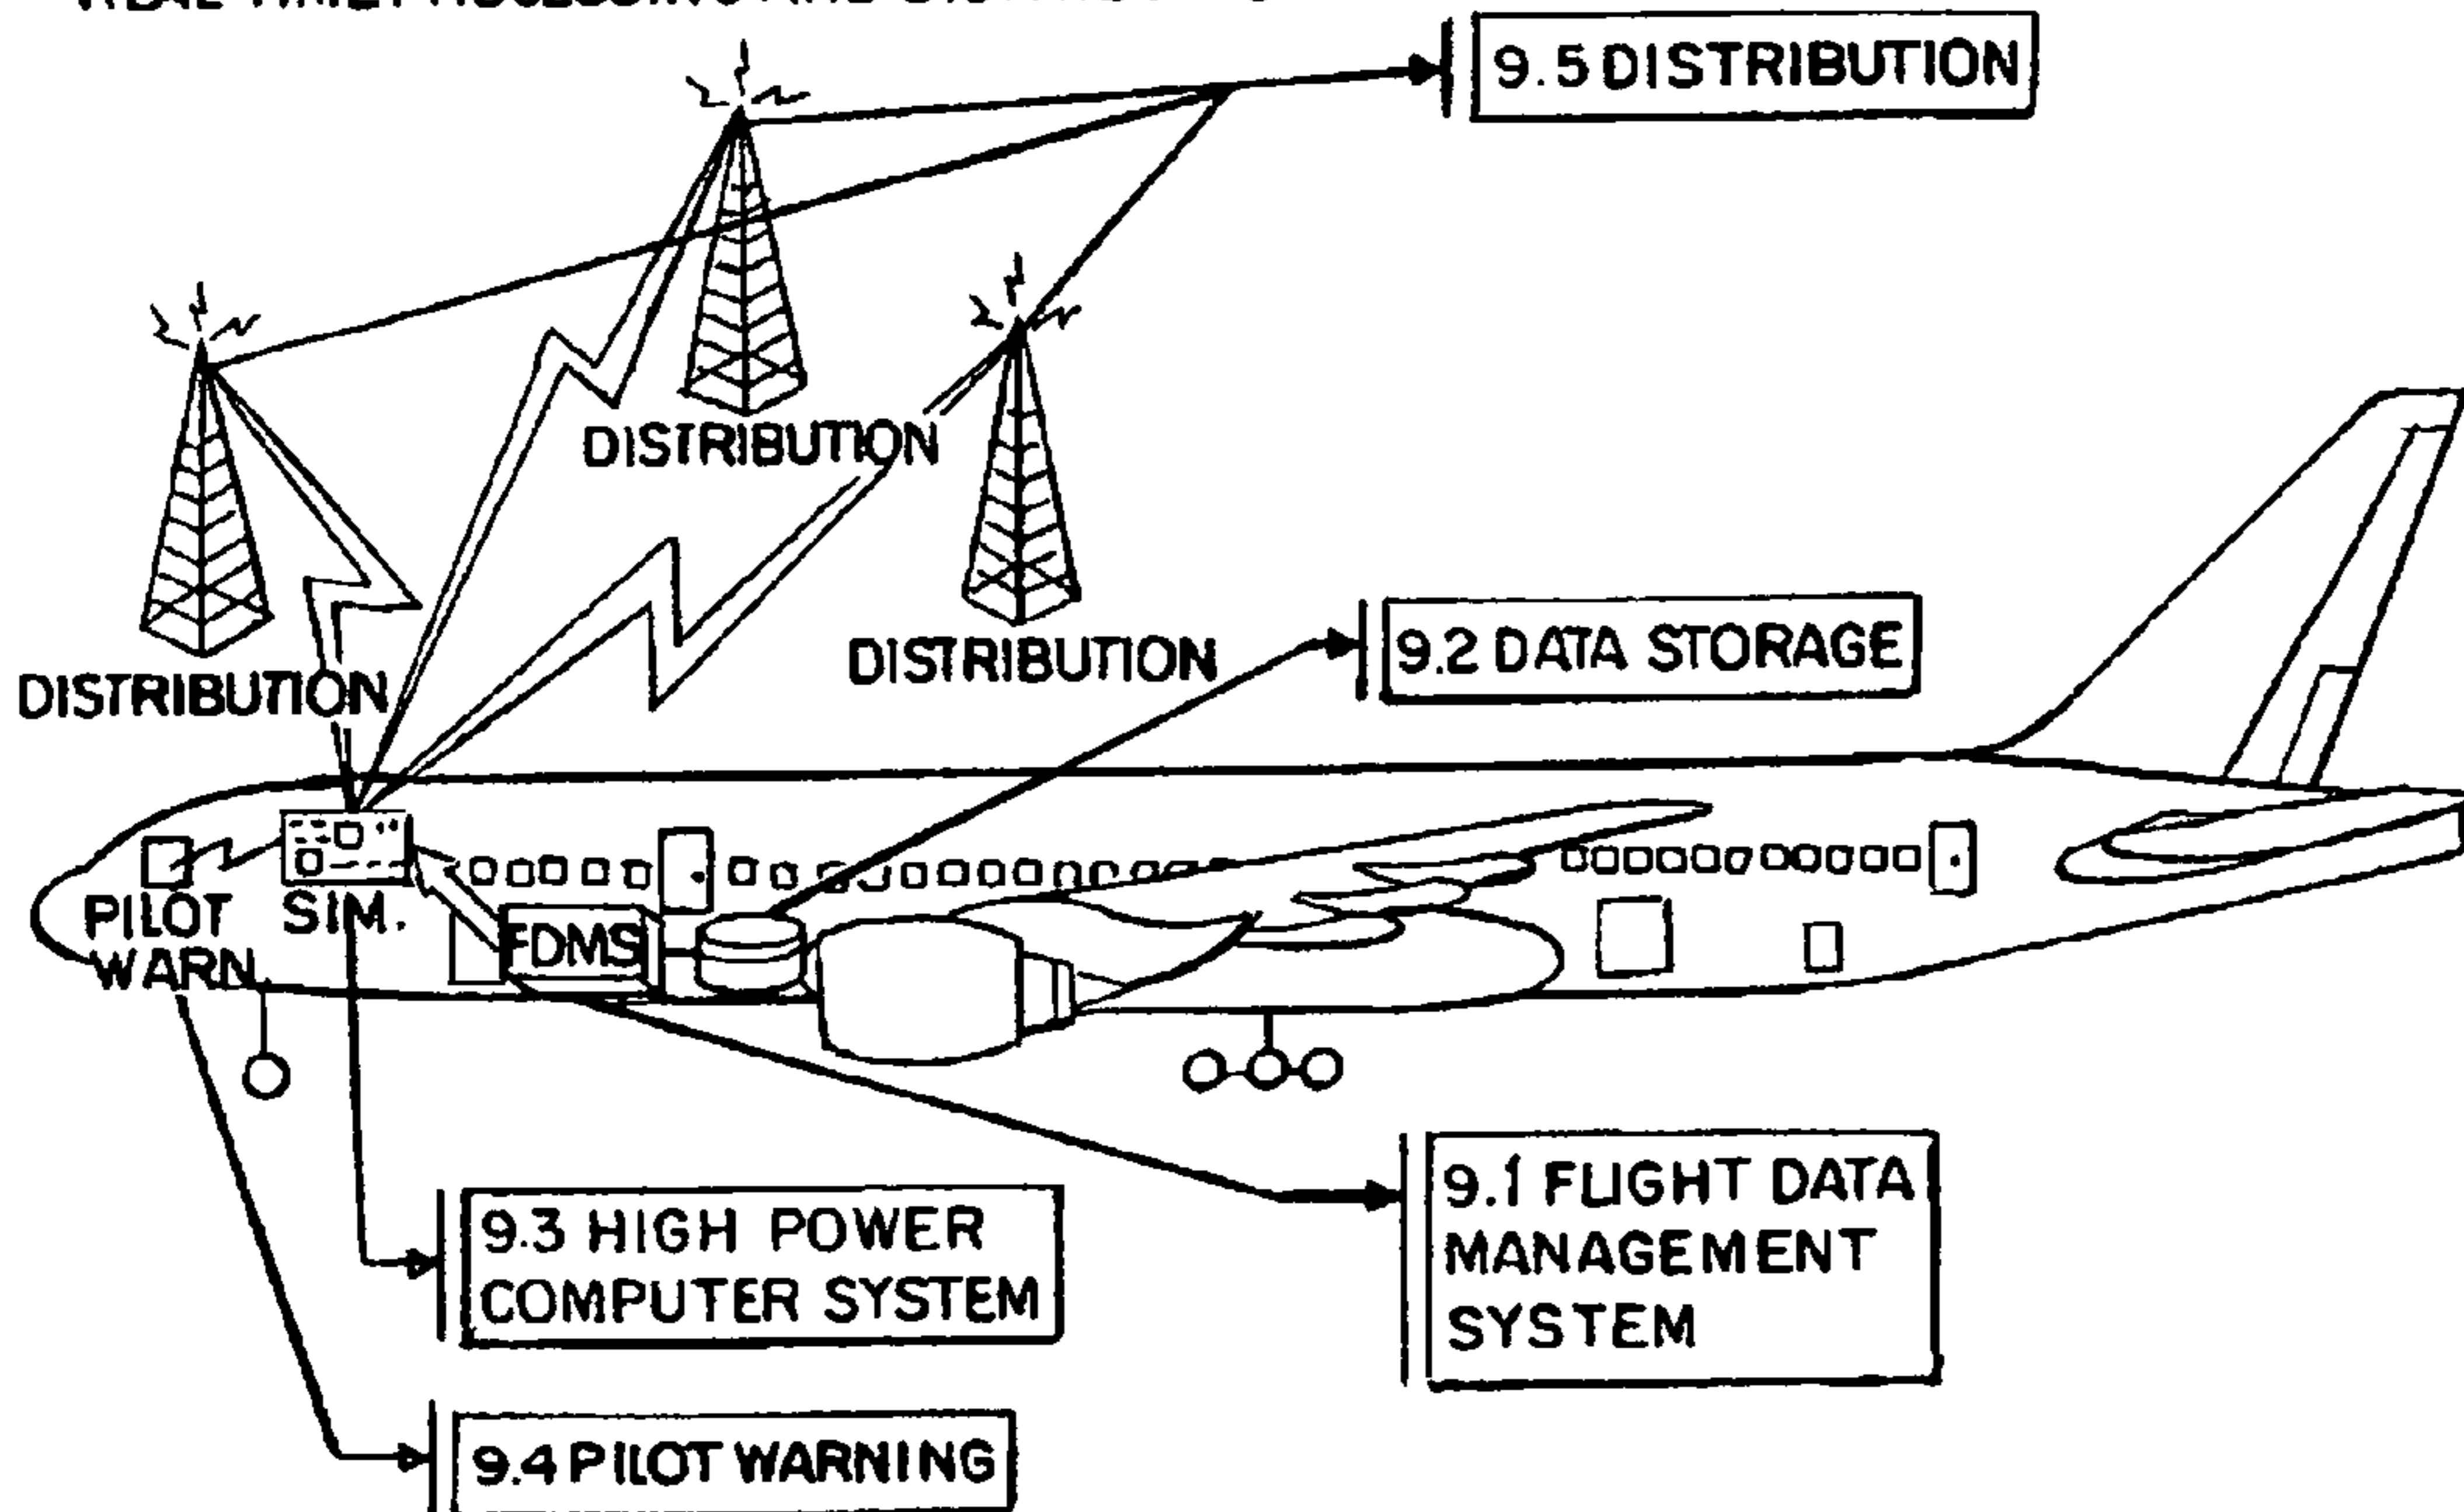 9.5 DISTRIBUTION
DISTRIBUTION
DISTRIBUTION
DISTRIBUTION
9.2 DATA STORAGE
PILOT
WARN.
SIM.
FDMS
9.3 HIGH POWER
COMPUTER SYSTEM
9.1 FLIGHT DATA
MANAGEMENT
SYSTEM
9.4 PILOT WARNING